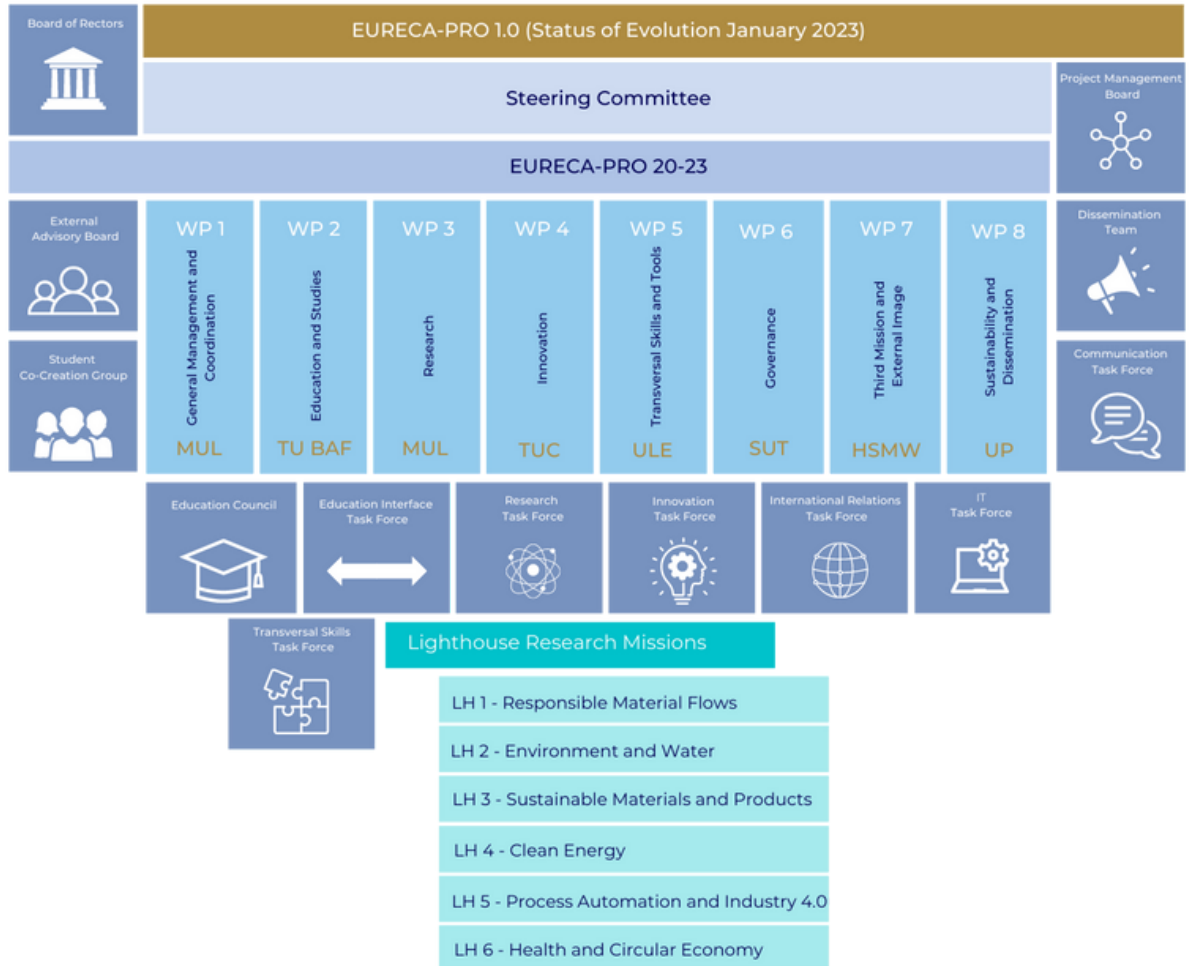 Board of Rectors
EURECA-PRO 1.0 (Status of Evolution January 2023)
Steering Committee
Project Management
Board
EURECA-PRO 20-23
External
Advisory Board
Student
Co-Creation Group
WP 1
General Management and
Coordination
MUL
WP 2
Education and Studies
TU BAF
WP 3
Research
MUL
WP 4
Innovation
TUC
WP 5
Transversal Skills and Tools
ULE
WP 6
Governance
SUT
WP 7
Third Mission and
External Image
HSMW
WP 8
Sustainability and
Dissemination
UP
Dissemination
Team
Communication
Task Force
Education Council
Education Interface
Task Force
Research
Task Force
Innovation
Task Force
International Relations
Task Force
IT
Task Force
Transversal Skills
Task Force
Lighthouse Research Missions
LH 1 - Responsible Material Flows
LH 2 - Environment and Water
LH 3 - Sustainable Materials and Products
LH 4 - Clean Energy
LH 5 - Process Automation and Industry 4.0
LH 6 - Health and Circular Economy